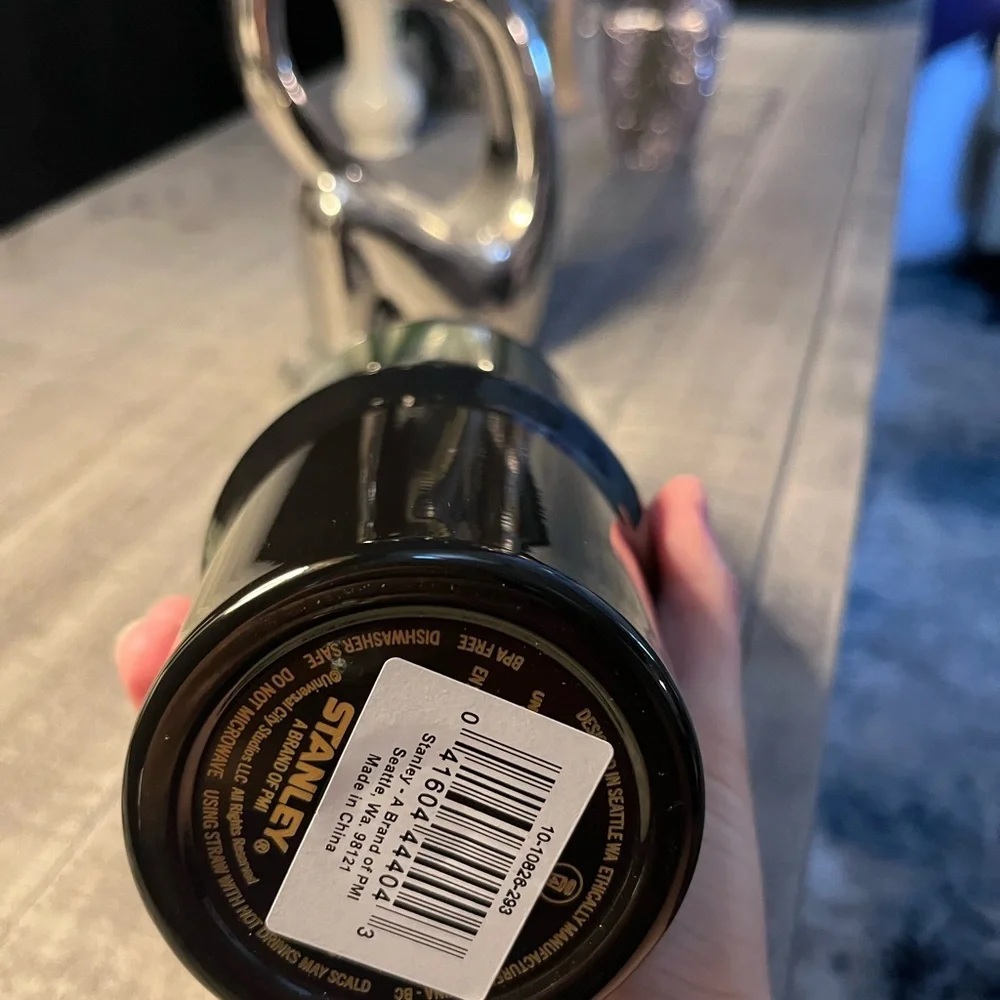 BPA FREE
DISHWASHER SAFE
DO NOT MICROWAVE
USING STRAW WITH HOT DRINKS MAY SCALD
IN SEATTLE WA ETHICALLY
©Universal City Studios LLC All Rights Reserved
STANLEY®
A BRAND OF PMI
10-10826-293
0 41604 44404 3
Stanley - A Brand of PMI
Seattle, Wa. 98121
Made in China